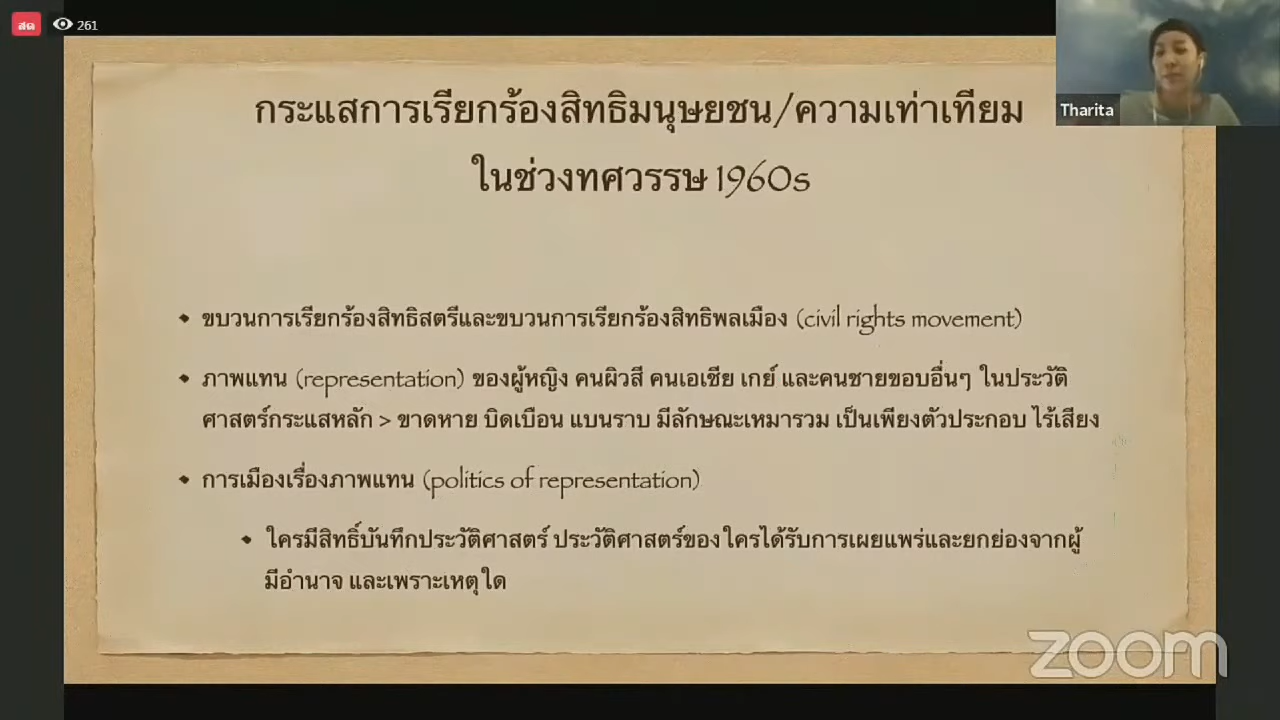 สด 261
Tharita
กระแสการเรียกร้องสิทธิมนุษยชน/ความเท่าเทียม
ในช่วงทศวรรษ 1960s
• ขบวนการเรียกร้องสิทธิสตรีและขบวนการเรียกร้องสิทธิพลเมือง (civil rights movement)
• ภาพแทน (representation) ของผู้หญิง คนผิวสี คนเอเชีย เกย์ และคนชายขอบอื่นๆ ในประวัติ
ศาสตร์กระแสหลัก > ขาดหาย บิดเบือน แบนราบ มีลักษณะเหมารวม เป็นเพียงตัวประกอบ ไร้เสียง
• การเมืองเรื่องภาพแทน (politics of representation)
• ใครมีสิทธิ์บันทึกประวัติศาสตร์ ประวัติศาสตร์ของใครได้รับการเผยแพร่และยกย่องจากผู้
มีอำนาจ และเพราะเหตุใด
zoom